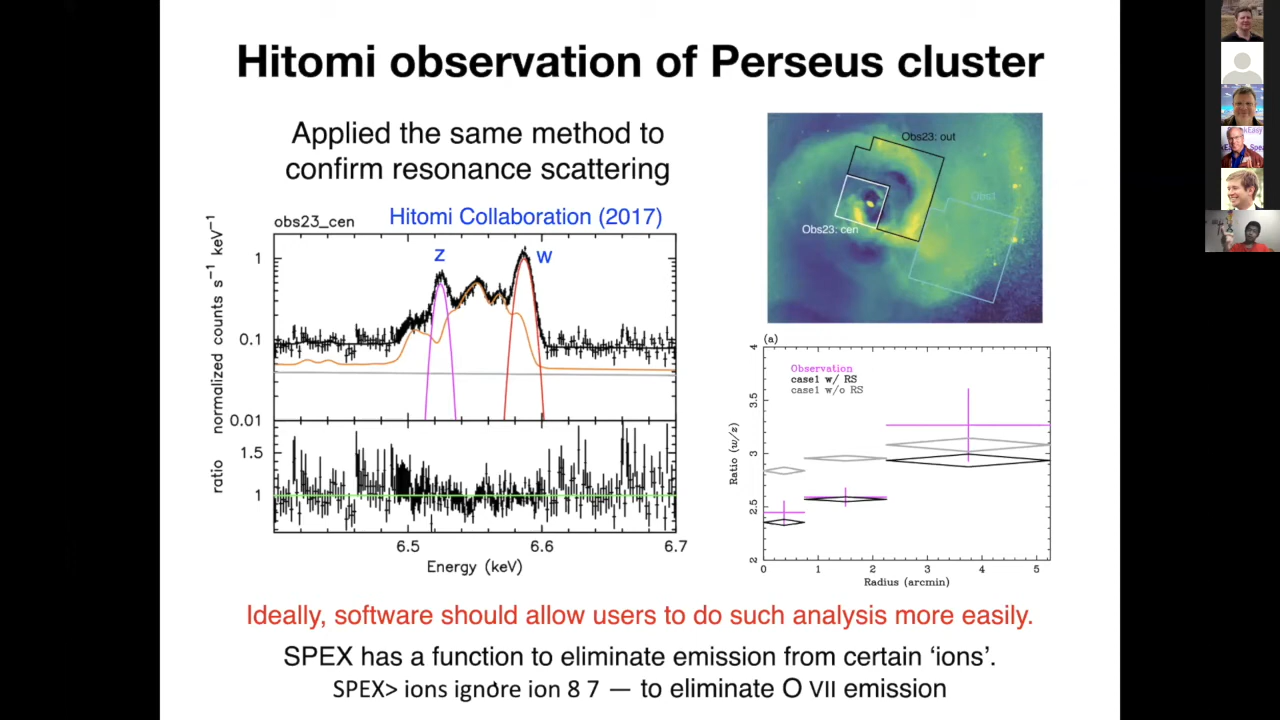 Hitomi observation of Perseus cluster
Applied the same method to
confirm resonance scattering
Hitomi Collaboration (2017)
obs23_cen
z
w
normalized counts s⁻¹ keV⁻¹
1
0.1
0.01
ratio
1.5
1
6.5
6.6
6.7
Energy (keV)
Obs23: out
Obs1
Obs23: cen
(a)
Observation
case1 w/ RS
case1 w/o RS
Ratio (w/z)
4
3.5
3
2.5
2
0
1
2
3
4
5
Radius (arcmin)
Ideally, software should allow users to do such analysis more easily.
SPEX has a function to eliminate emission from certain ‘ions’.
SPEX> ions ignore ion 8 7 — to eliminate O VII emission